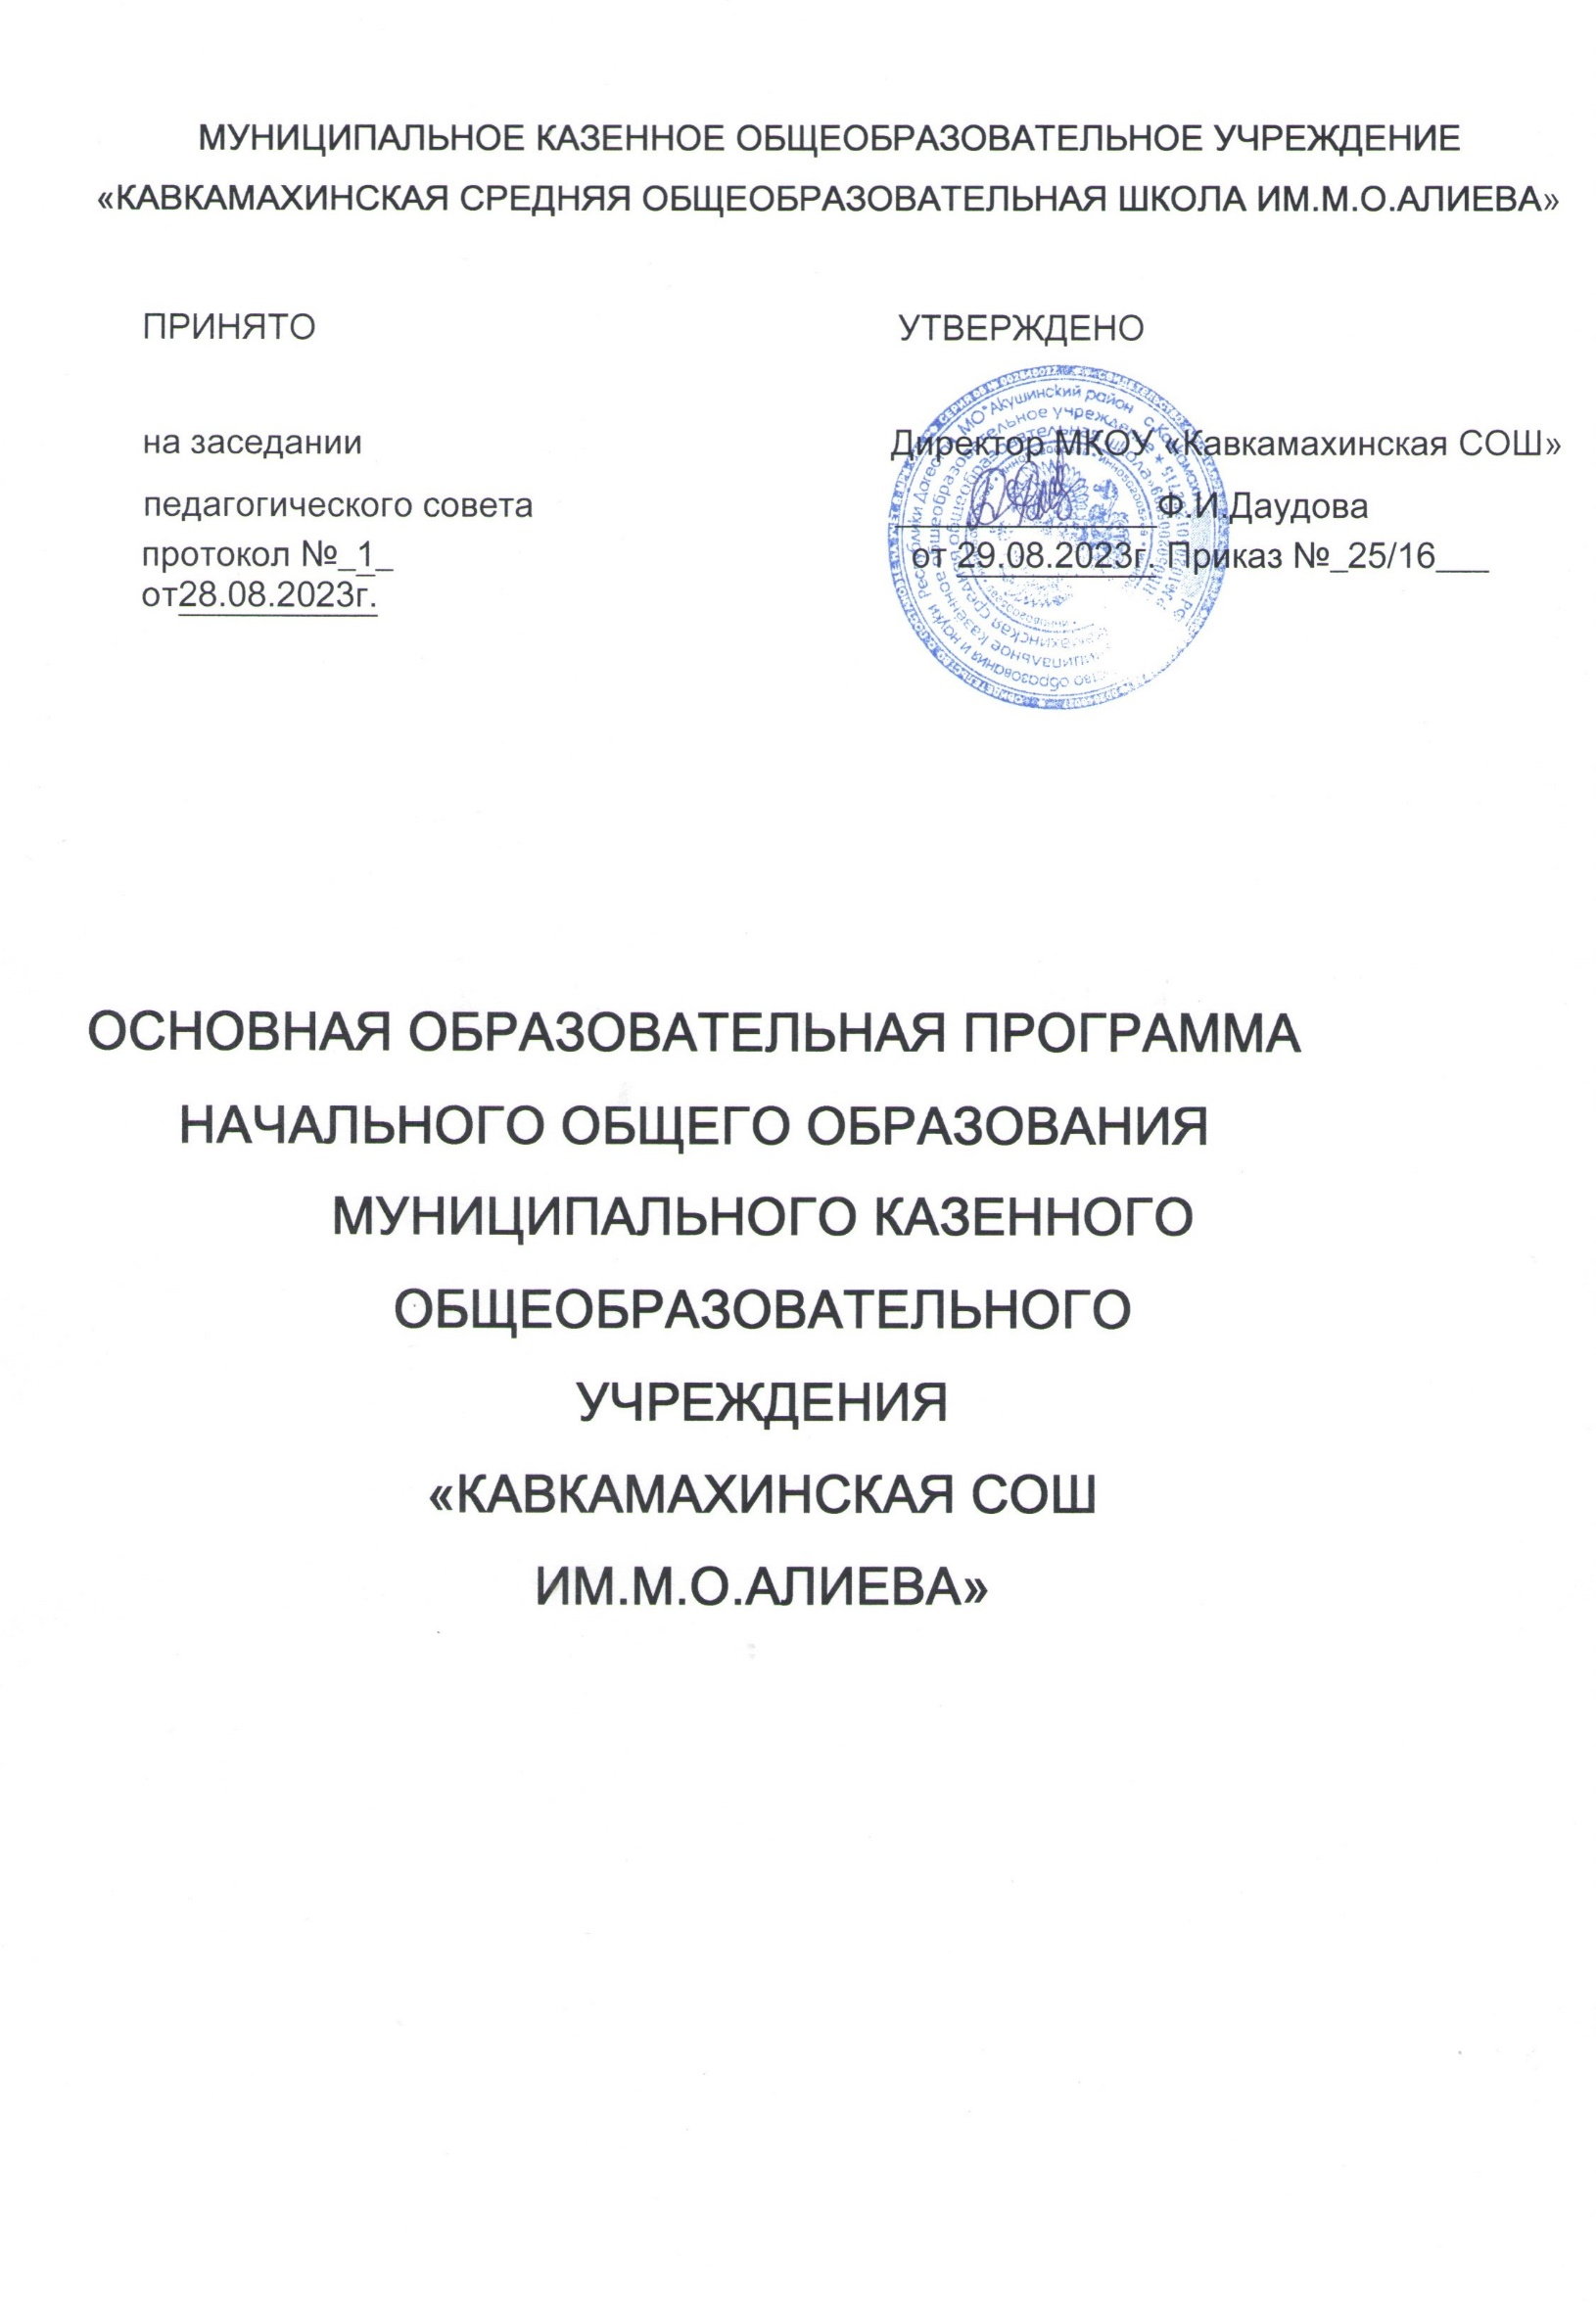 МУНИЦИПАЛЬНОЕ КАЗЕННОЕ ОБЩЕОБРАЗОВАТЕЛЬНОЕ УЧРЕЖДЕНИЕ
«КАВКАМАХИНСКАЯ СРЕДНЯЯ ОБЩЕОБРАЗОВАТЕЛЬНАЯ ШКОЛА ИМ.М.О.АЛИЕВА»
ПРИНЯТО
на заседании
педагогического совета
протокол №_1_
от28.08.2023г.
УТВЕРЖДЕНО
Директор МКОУ «Кавкамахинская СОШ»
Ф.И.Даудова
от 29.08.2023г. Приказ №_25/16___
ОСНОВНАЯ ОБРАЗОВАТЕЛЬНАЯ ПРОГРАММА
НАЧАЛЬНОГО ОБЩЕГО ОБРАЗОВАНИЯ
МУНИЦИПАЛЬНОГО КАЗЕННОГО
ОБЩЕОБРАЗОВАТЕЛЬНОГО
УЧРЕЖДЕНИЯ
«КАВКАМАХИНСКАЯ СОШ
ИМ.М.О.АЛИЕВА»